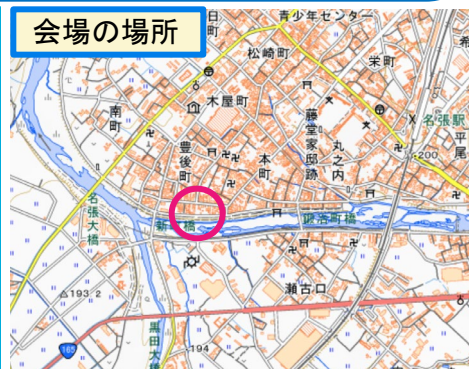 会場の場所
青少年センター
日
町
松崎町
栄町
希
木屋町
名張駅
平尾
南町
豊後町
本町
藤堂家邸跡
丸之内
200
名張大橋
新町橋
瀬古口
193.2
黒田大橋
194
165